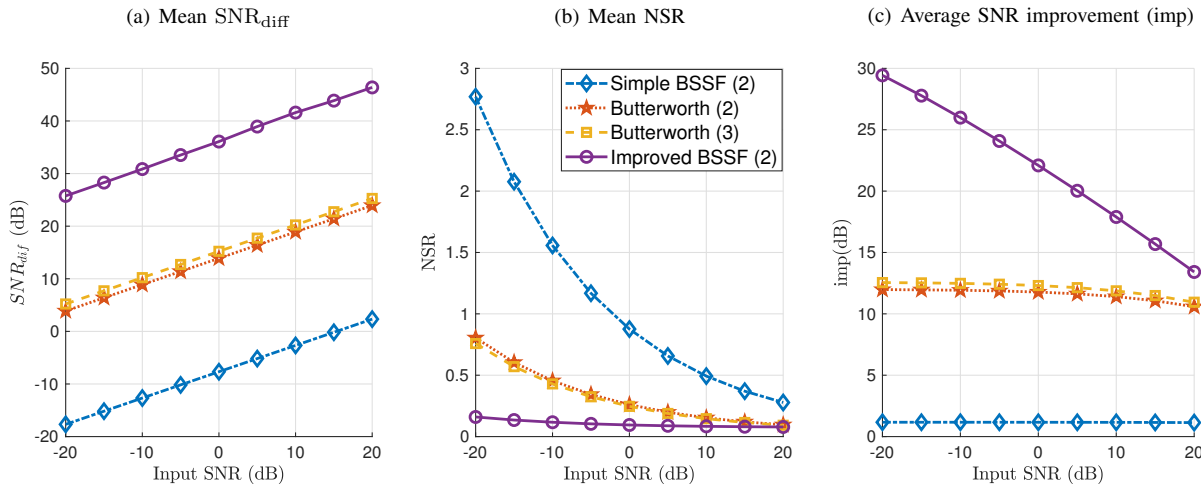 (a) Mean SNRdiff
50
40
30
20
10
0
-10
-20
-20
-10
0
10
20
SNRdif (dB)
Input SNR (dB)
(b) Mean NSR
3
2.5
2
1.5
1
0.5
0
-20
-10
0
10
20
NSR
Input SNR (dB)
Simple BSSF (2)
Butterworth (2)
Butterworth (3)
Improved BSSF (2)
(c) Average SNR improvement (imp)
30
25
20
15
10
5
0
-20
-10
0
10
20
imp(dB)
Input SNR (dB)